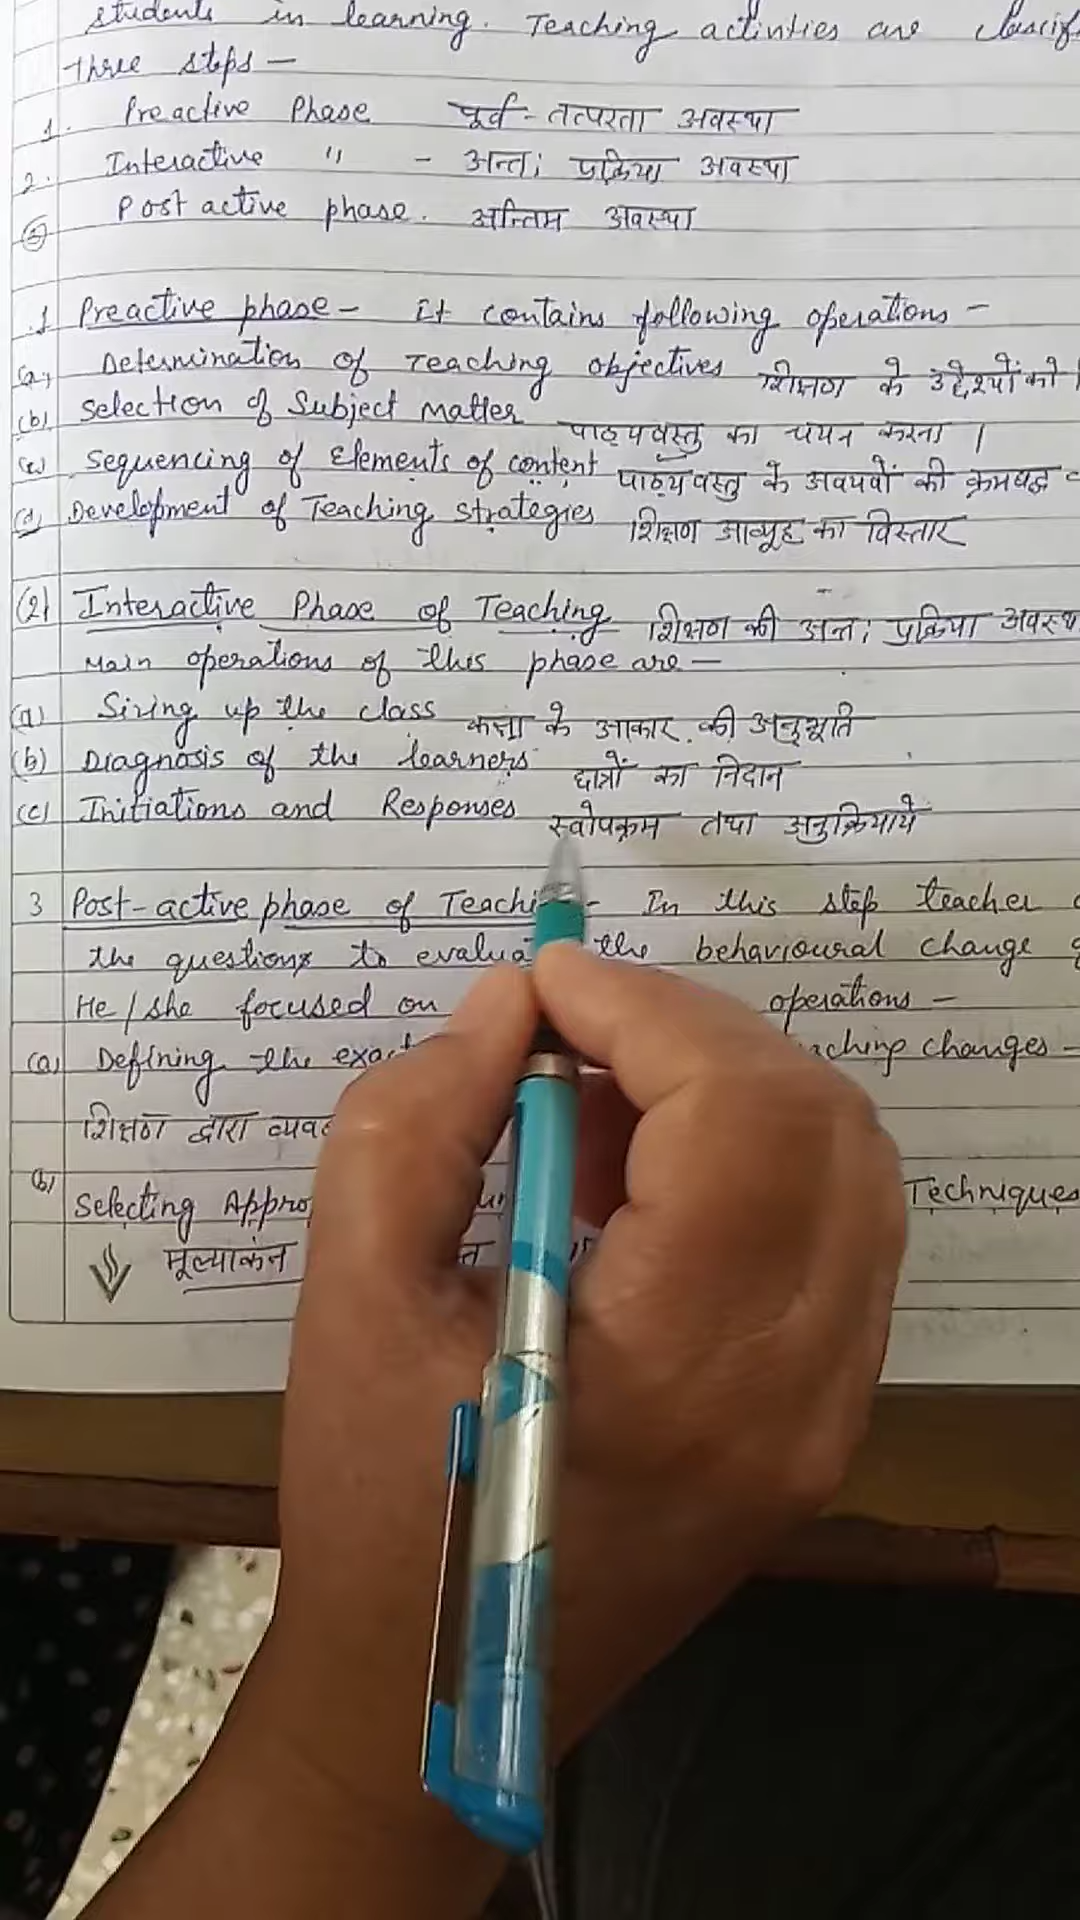 students in learning. Teaching activities are
three steps –
1. Preactive Phase पूर्व - तत्परता अवस्था
2. Interactive " - अन्त: प्रक्रिया अवस्था
3 Post active phase. अन्तिम अवस्था
1 Preactive phase – it contains following operations –
(a) Determination of Teaching objectives शिक्षण के उद्देश्यों को
(b) Selection of Subject Matter पाठ्यवस्तु का चयन करना ।
(c) Sequencing of Elements of content पाठ्यवस्तु के अवयवों की क्रमबद्ध
(d) Development of Teaching strategies शिक्षण आव्यूह का विस्तार
(2) Interactive Phase of Teaching शिक्षण की अन्त: प्रक्रिया
Main operations of this phase are –
(a) Sizing up the class कक्षा के आकार की अनुभूति
(b) Diagnosis of the learners छात्रों का निदान
(c) Initiations and Responses स्वोपक्रम तथा अनुक्रियायें
3 Post-active phase of In this step teacher
the questions to the behavioural change
He/she focused on operations –
(a) Defining the changes –
शिक्षण द्वारा
(b) Selecting Techniques
मूल्याकंन